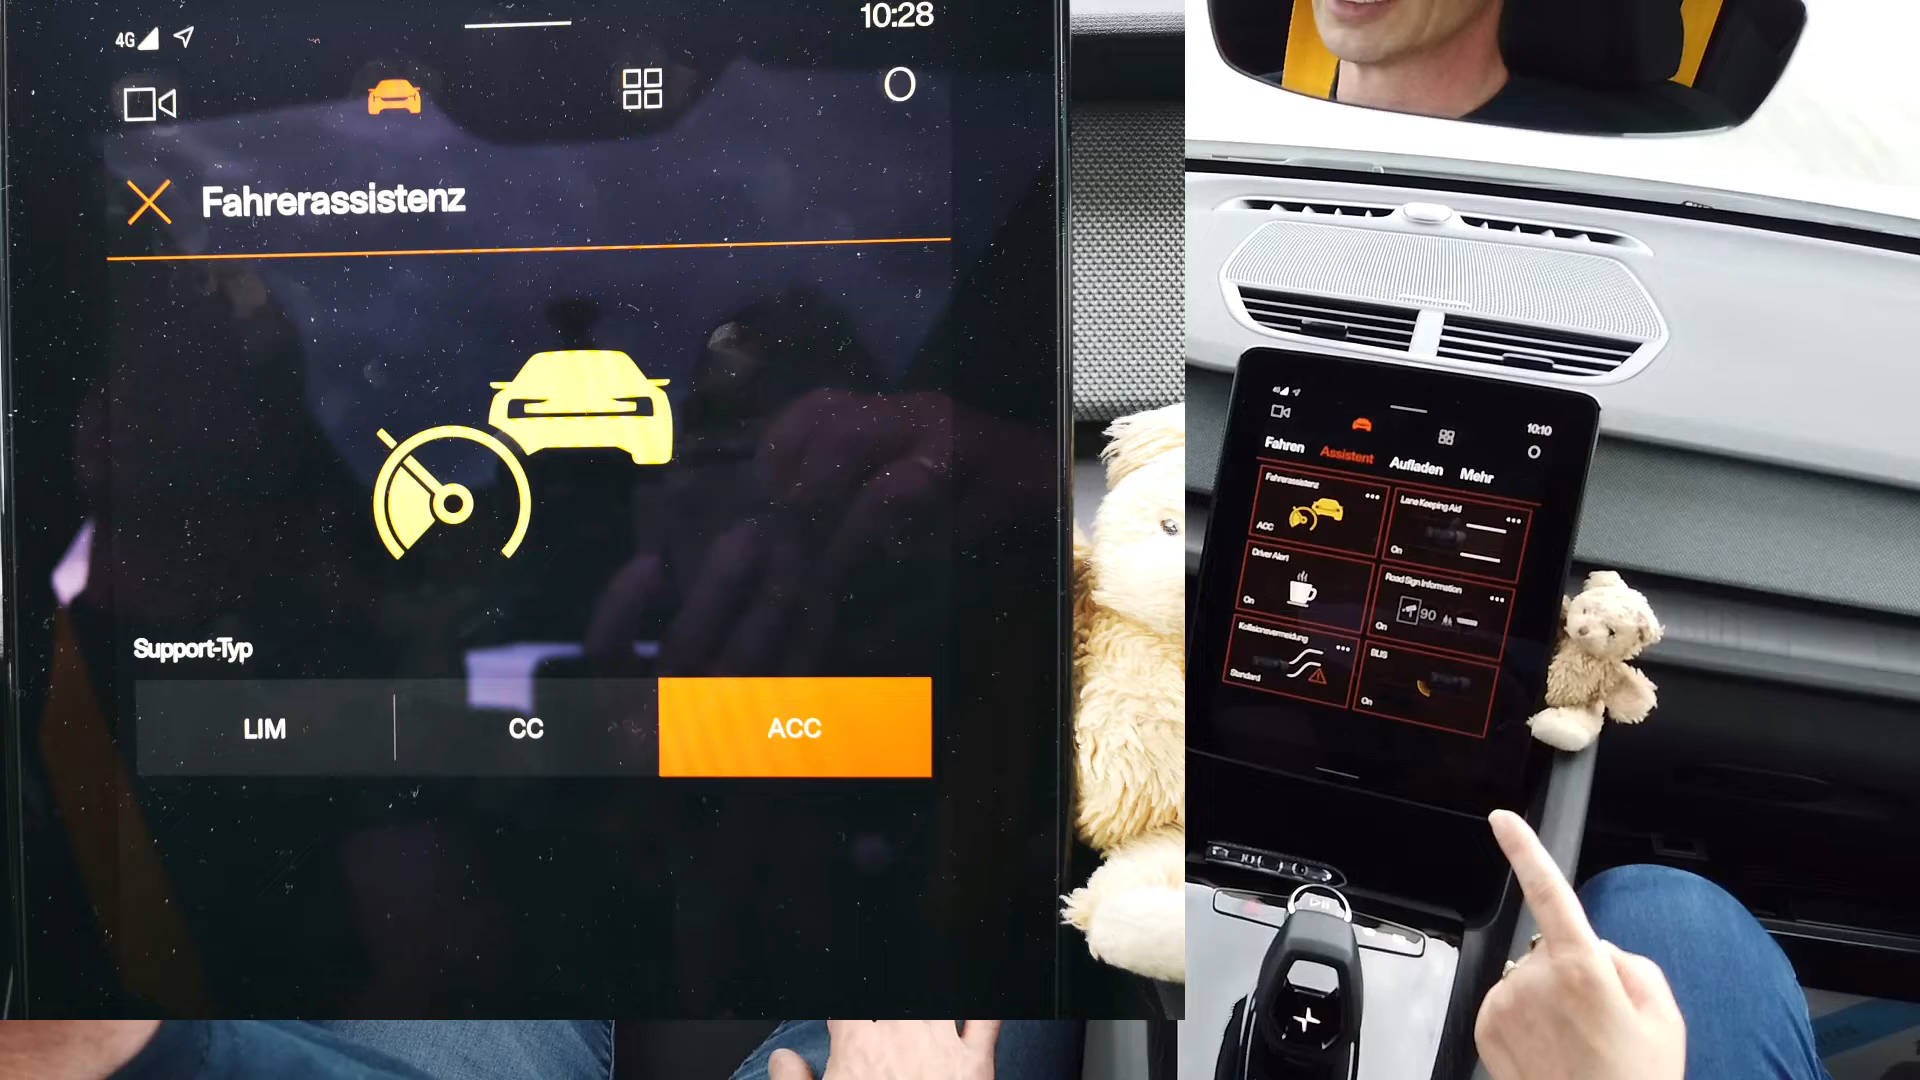 4G
10:28
Fahrerassistenz
Support-Typ
LIM
CC
ACC
10:10
Fahren
Assistent
Aufladen
Mehr
Fahrerassistenz
ACC
Lane Keeping Aid
On
Driver Alert
On
Road Sign Information
90
On
Kollisionsvermeidung
Standard
BLIS
On